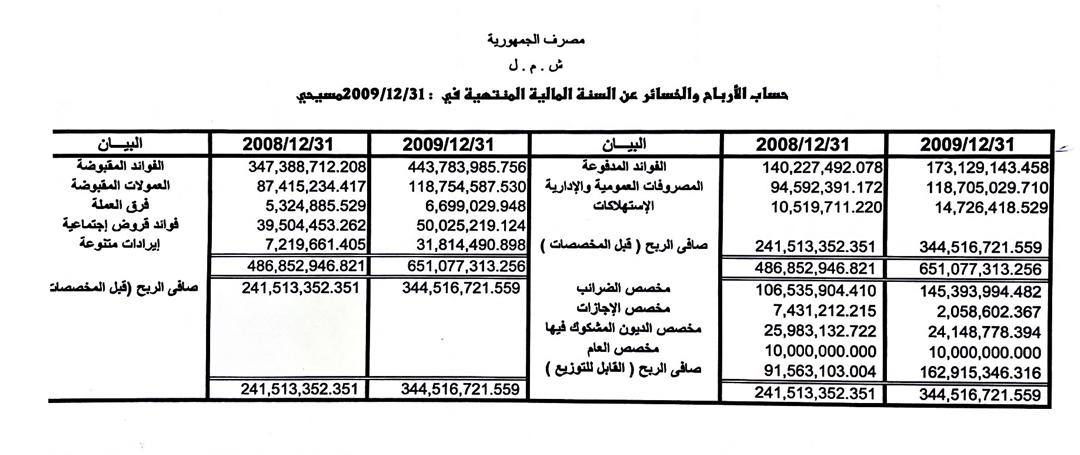 مصرف الجمهورية
ش . م . ل
حساب الأرباح والخسائر عن السنة المالية المنتهية في : 2009/12/31مسيحي
2009/12/31 2008/12/31 البيــان 2009/12/31 2008/12/31 البيــان
173,129,143.458 140,227,492.078 الفوائد المدفوعة 443,783,985.756 347,388,712.208 الفوائد المقبوضة
118,705,029.710 94,592,391.172 المصروفات العمومية والإدارية 118,754,587.530 87,415,234.417 العمولات المقبوضة
14,726,418.529 10,519,711.220 الإستهلاكات 6,699,029.948 5,324,885.529 فرق العملة
50,025,219.124 39,504,453.262 فوائد قروض إجتماعية
344,516,721.559 241,513,352.351 صافى الربح ( قبل المخصصات ) 31,814,490.898 7,219,661.405 إيرادات متنوعة
651,077,313.256 486,852,946.821 651,077,313.256 486,852,946.821
145,393,994.482 106,535,904.410 مخصص الضرائب 344,516,721.559 241,513,352.351 صافى الربح (قبل المخصصات
2,058,602.367 7,431,212.215 مخصص الإجازات
24,148,778.394 25,983,132.722 مخصص الديون المشكوك فيها
10,000,000.000 10,000,000.000 مخصص العام
162,915,346.316 91,563,103.004 صافى الربح ( القابل للتوزيع )
344,516,721.559 241,513,352.351 344,516,721.559 241,513,352.351